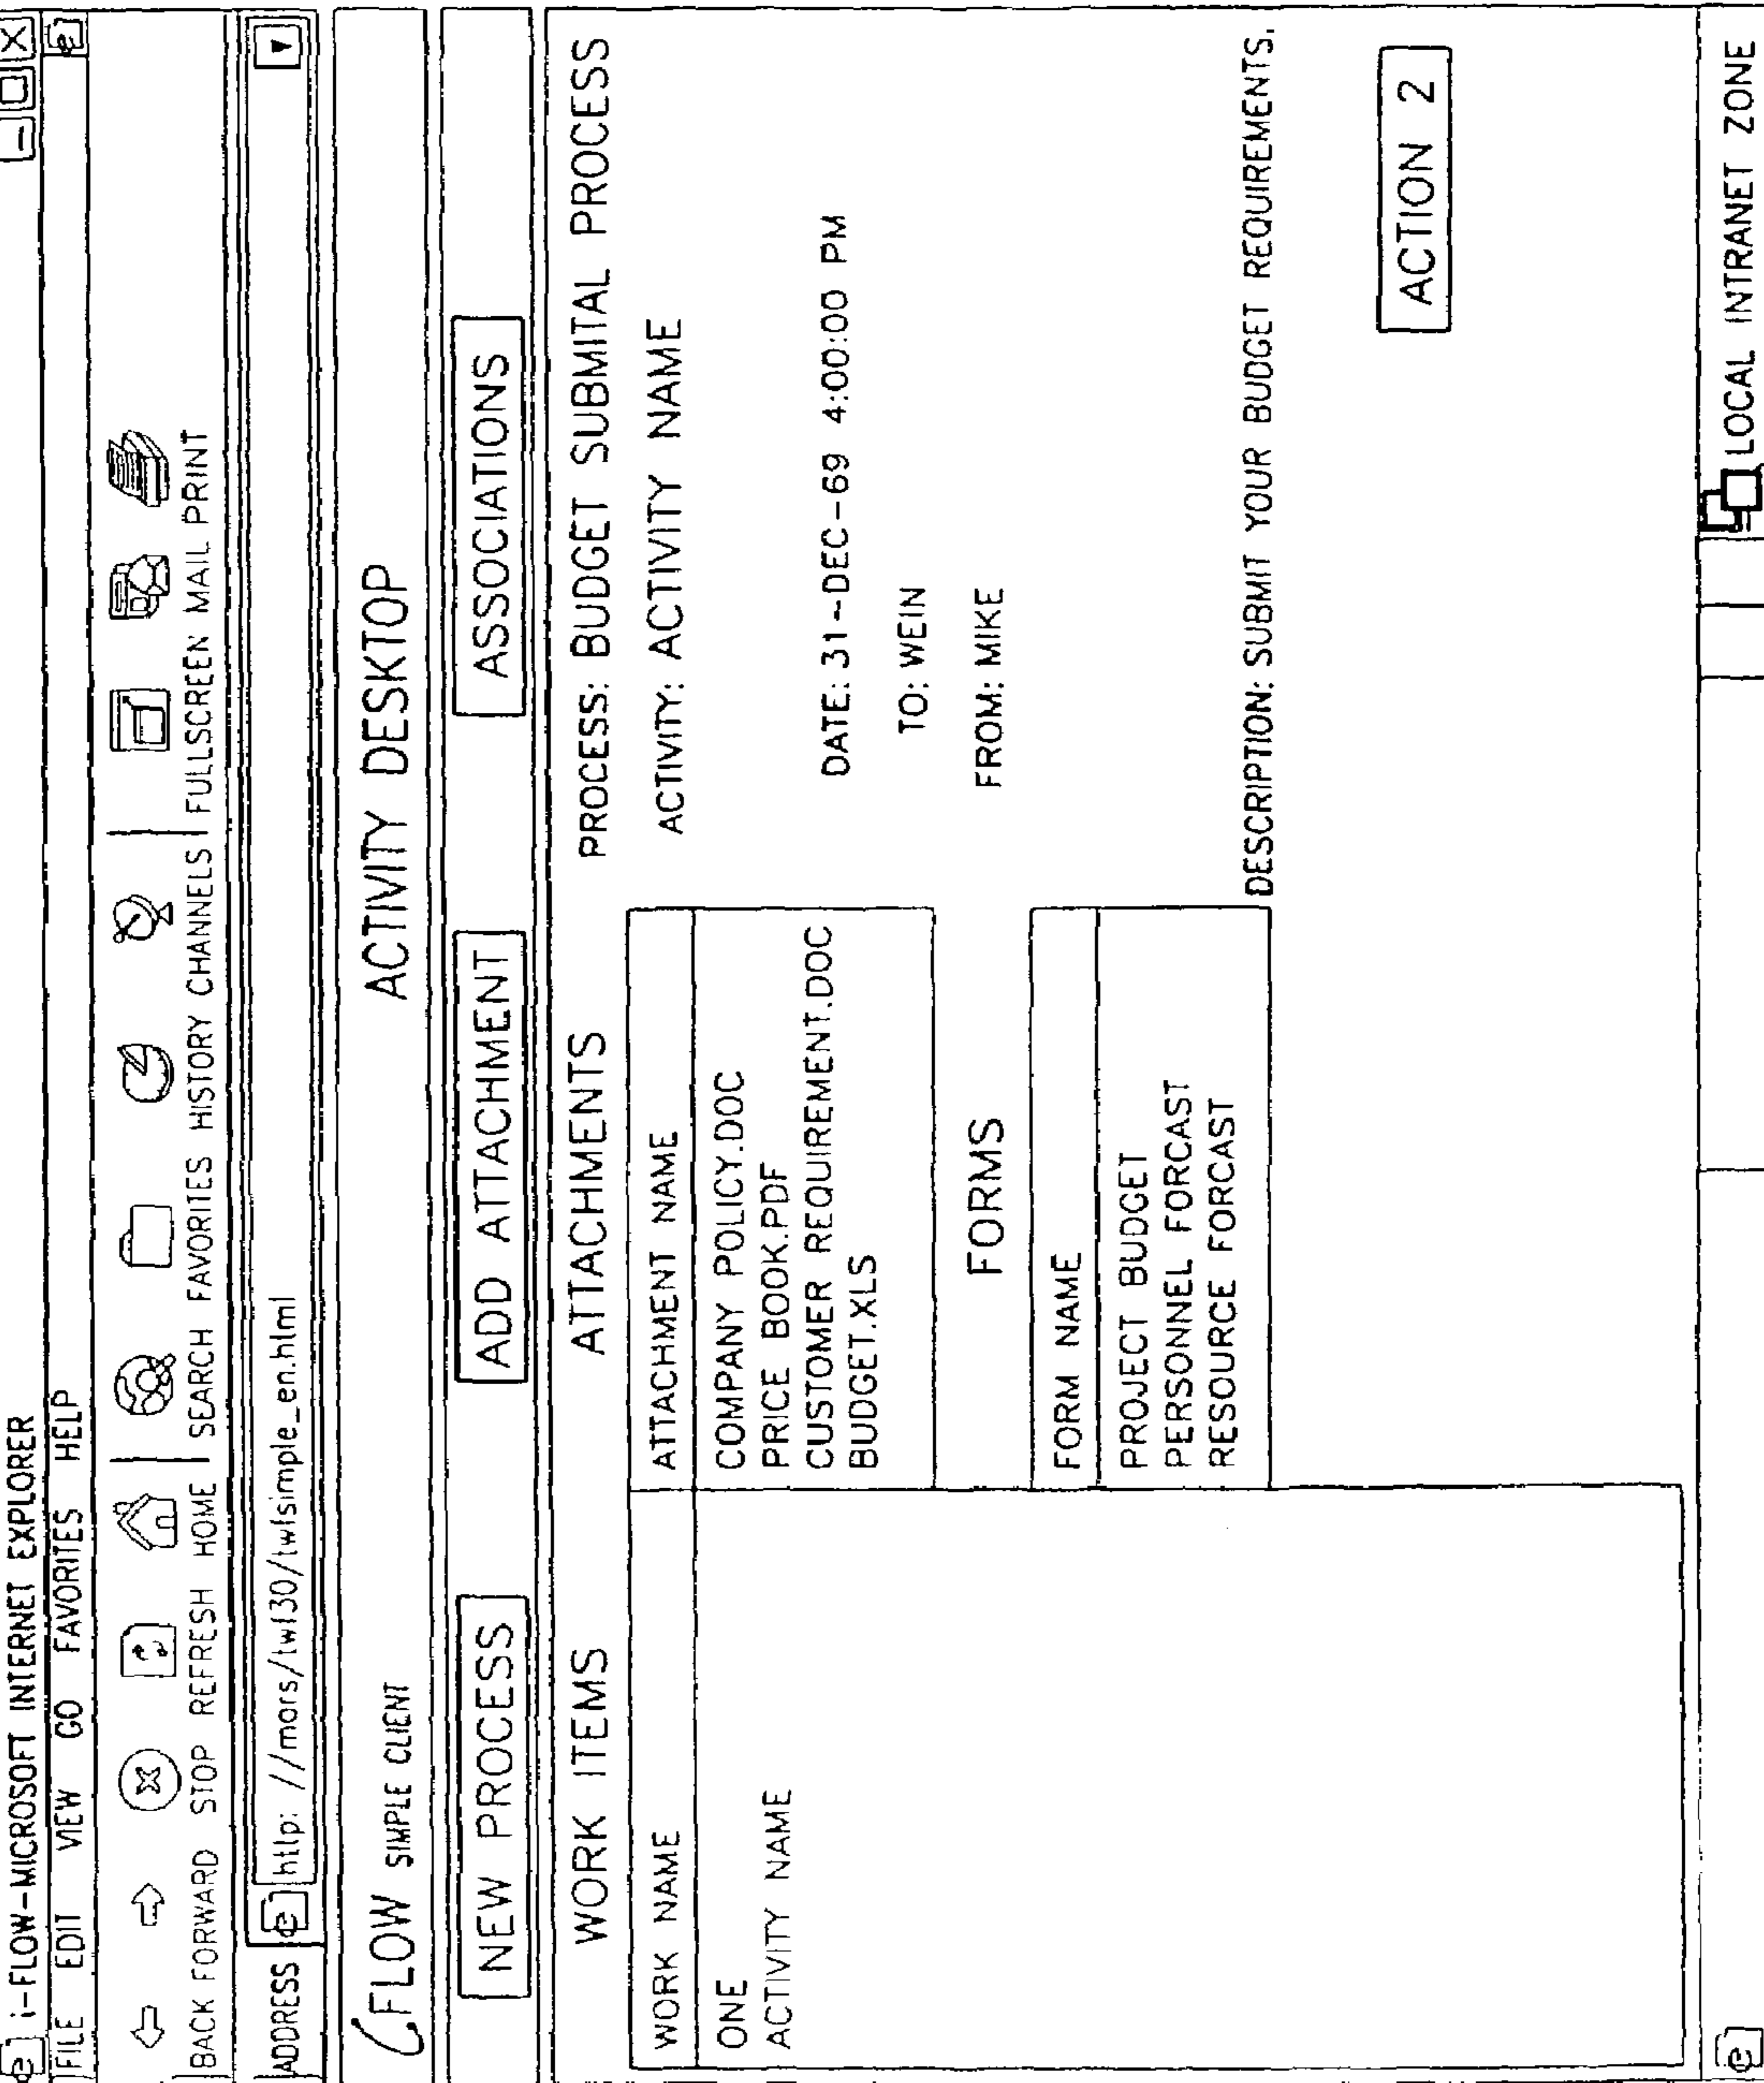 i-FLOW-MICROSOFT INTERNET EXPLORER
FILE EDIT VIEW GO FAVORITES HELP
BACK FORWARD STOP REFRESH HOME SEARCH FAVORITES HISTORY CHANNELS FULLSCREEN MAIL PRINT
ADDRESS http: //mars/twf30/twfsimple_en.html
FLOW SIMPLE CLIENT ACTIVITY DESKTOP
NEW PROCESS ADD ATTACHMENT ASSOCIATIONS
WORK ITEMS
WORK NAME
ONE
ACTIVITY NAME
ATTACHMENTS
ATTACHMENT NAME
COMPANY POLICY.DOC
PRICE BOOK.PDF
CUSTOMER REQUIREMENT.DOC
BUDGET.XLS
FORMS
FORM NAME
PROJECT BUDGET
PERSONNEL FORCAST
RESOURCE FORCAST
PROCESS: BUDGET SUBMITAL PROCESS
ACTIVITY: ACTIVITY NAME
DATE: 31-DEC-69 4:00:00 PM
TO: WEIN
FROM: MIKE
DESCRIPTION: SUBMIT YOUR BUDGET REQUIREMENTS.
ACTION 2
LOCAL INTRANET ZONE